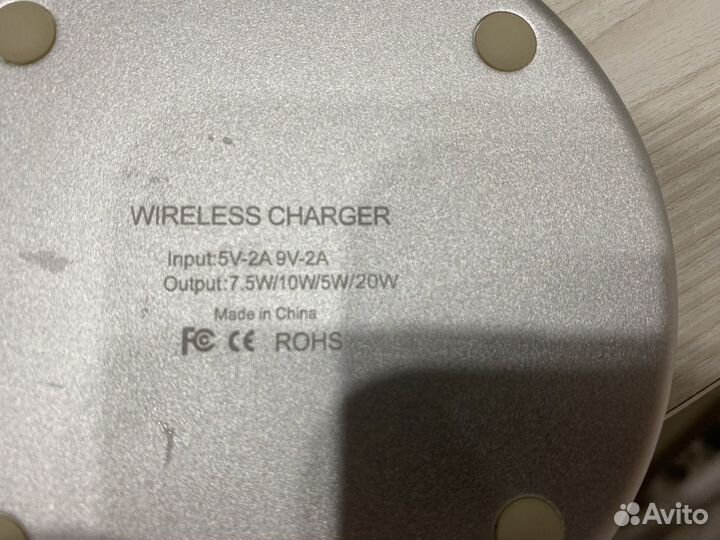 WIRELESS CHARGER
Input:5V-2A 9V-2A
Output:7.5W/10W/5W/20W
Made in China
FC CE ROHS
Avito